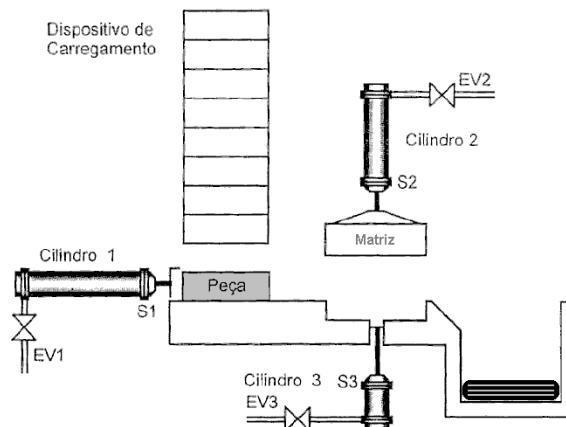 Dispositivo de
Carregamento
EV2
Cilindro 2
S2
Matriz
Cilindro 1
Peça
S1
EV1
Cilindro 3
S3
EV3